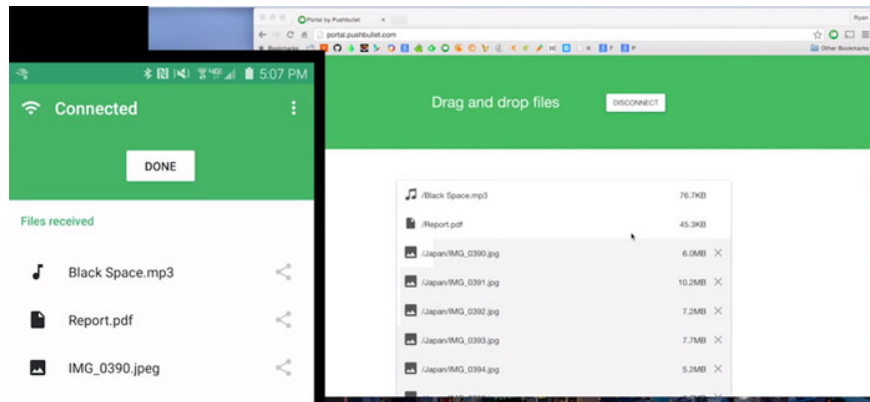 Portal by Pushbullet
Ryan
portal.pushbullet.com
Bookmarks
Other Bookmarks
5:07 PM
Connected
DONE
Files received
Black Space.mp3
Report.pdf
IMG_0390.jpeg
Drag and drop files
DISCONNECT
/Black Space.mp3 76.7KB
/Report.pdf 45.3KB
/Japan/IMG_0390.jpg 6.0MB
/Japan/IMG_0391.jpg 10.2MB
/Japan/IMG_0392.jpg 7.2MB
/Japan/IMG_0393.jpg 7.7MB
/Japan/IMG_0394.jpg 5.2MB